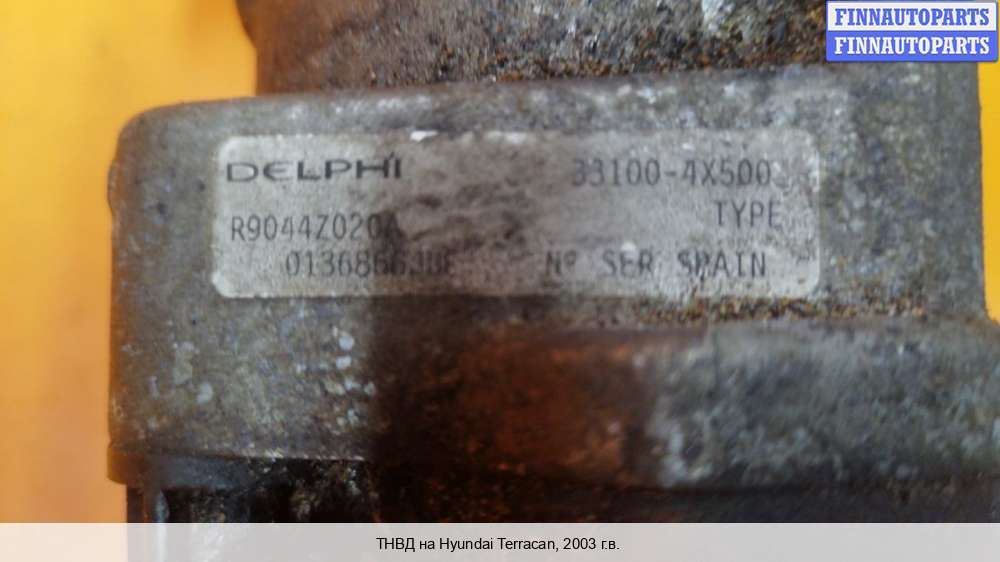 FINNAUTOPARTS
FINNAUTOPARTS
DELPHI 33100-4X500
R9044Z020A TYPE
Nº SER SPAIN
ТНВД на Hyundai Terracan, 2003 г.в.